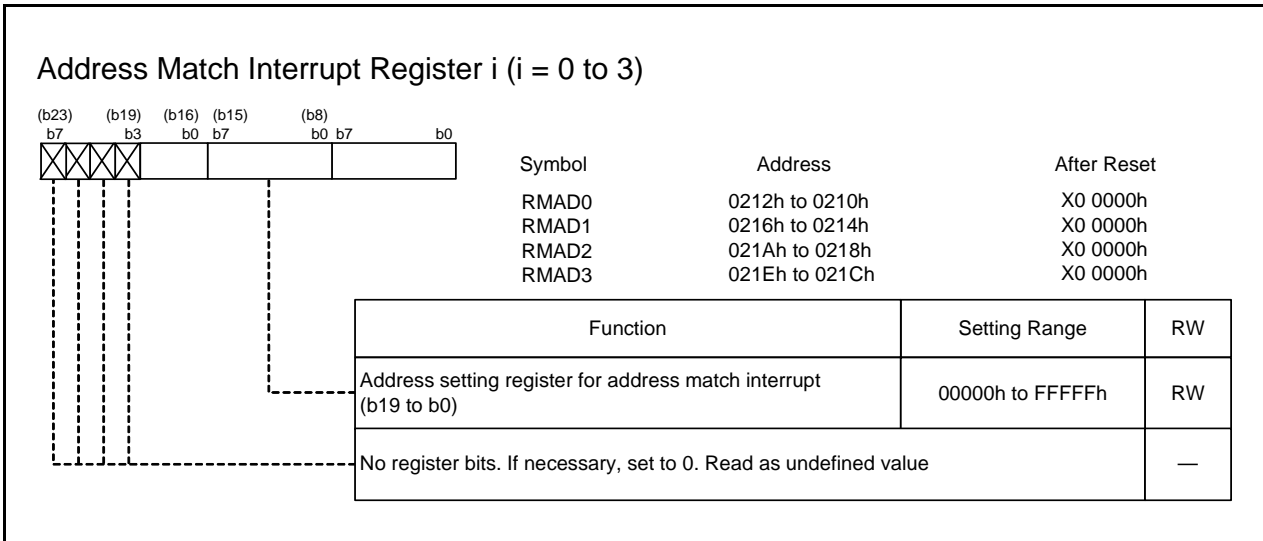 Address Match Interrupt Register i (i = 0 to 3)
(b23) (b19) (b16) (b15) (b8)
b7 b3 b0 b7 b0 b7 b0
Symbol Address After Reset
RMAD0 0212h to 0210h X0 0000h
RMAD1 0216h to 0214h X0 0000h
RMAD2 021Ah to 0218h X0 0000h
RMAD3 021Eh to 021Ch X0 0000h
Function Setting Range RW
Address setting register for address match interrupt
(b19 to b0) 00000h to FFFFFh RW
No register bits. If necessary, set to 0. Read as undefined value —